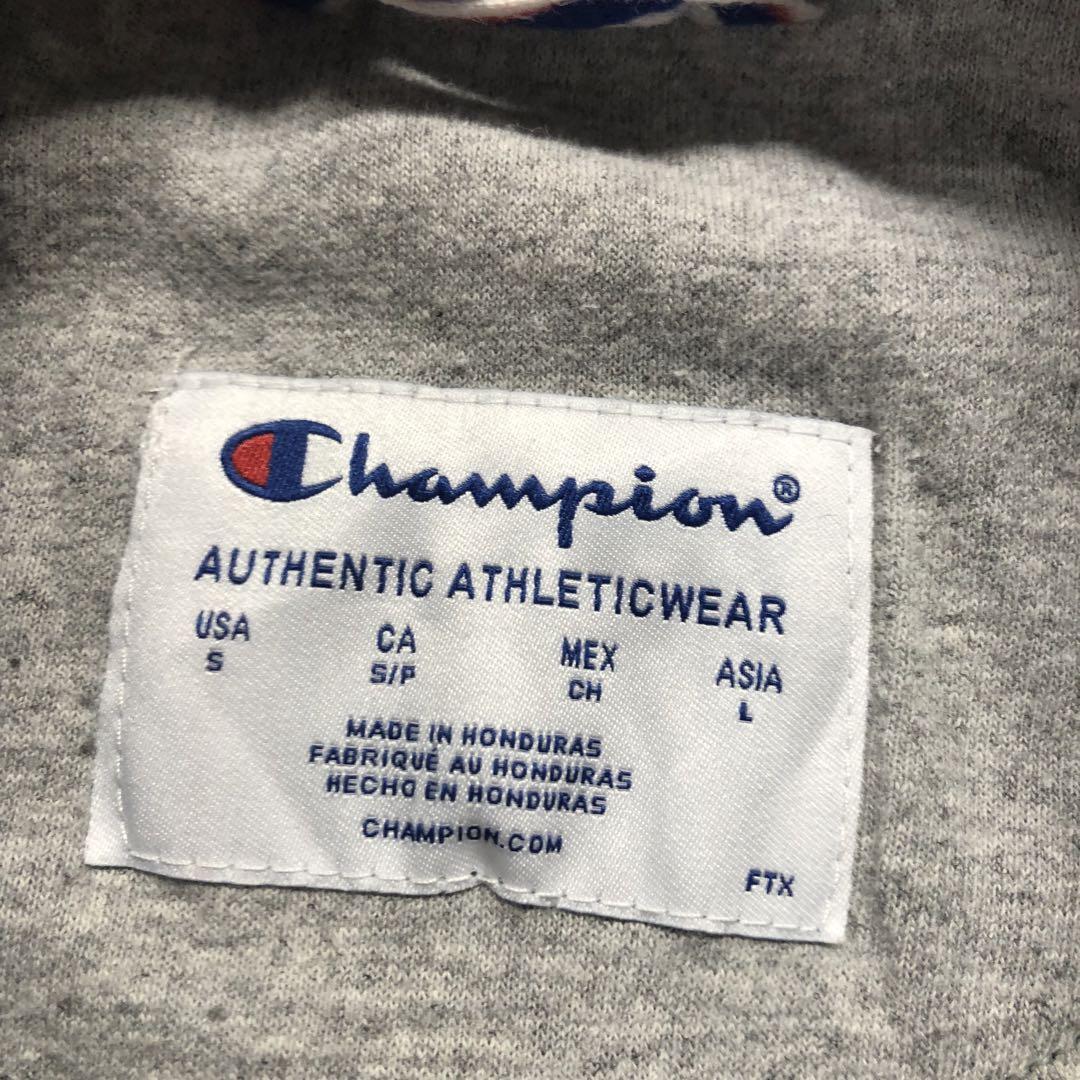 Champion®
AUTHENTIC ATHLETICWEAR
USA CA MEX ASIA
S S/P CH L
MADE IN HONDURAS
FABRIQUÉ AU HONDURAS
HECHO EN HONDURAS
CHAMPION.COM
FTX